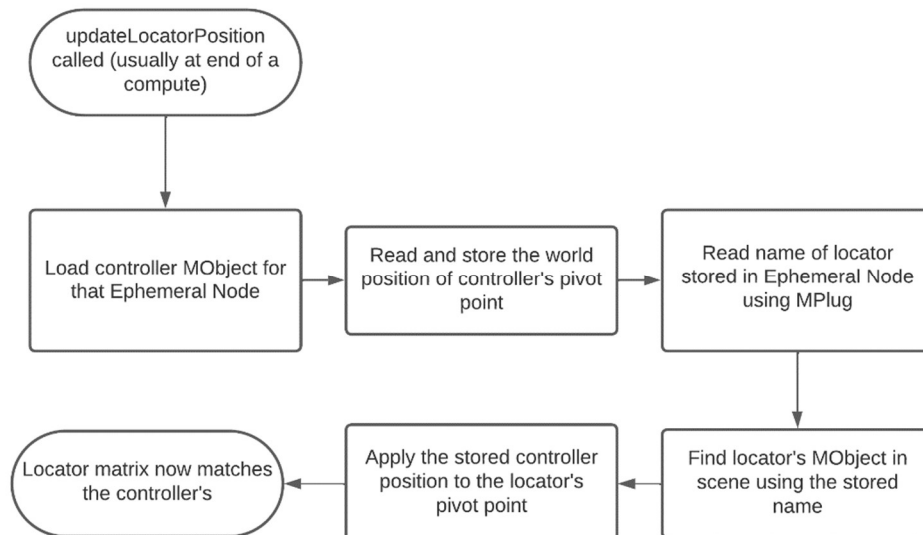 updateLocatorPosition
called (usually at end of a
compute)
Load controller MObject for
that Ephemeral Node
Read and store the world
position of controller's pivot
point
Read name of locator
stored in Ephemeral Node
using MPlug
Find locator's MObject in
scene using the stored
name
Apply the stored controller
position to the locator's
pivot point
Locator matrix now matches
the controller's